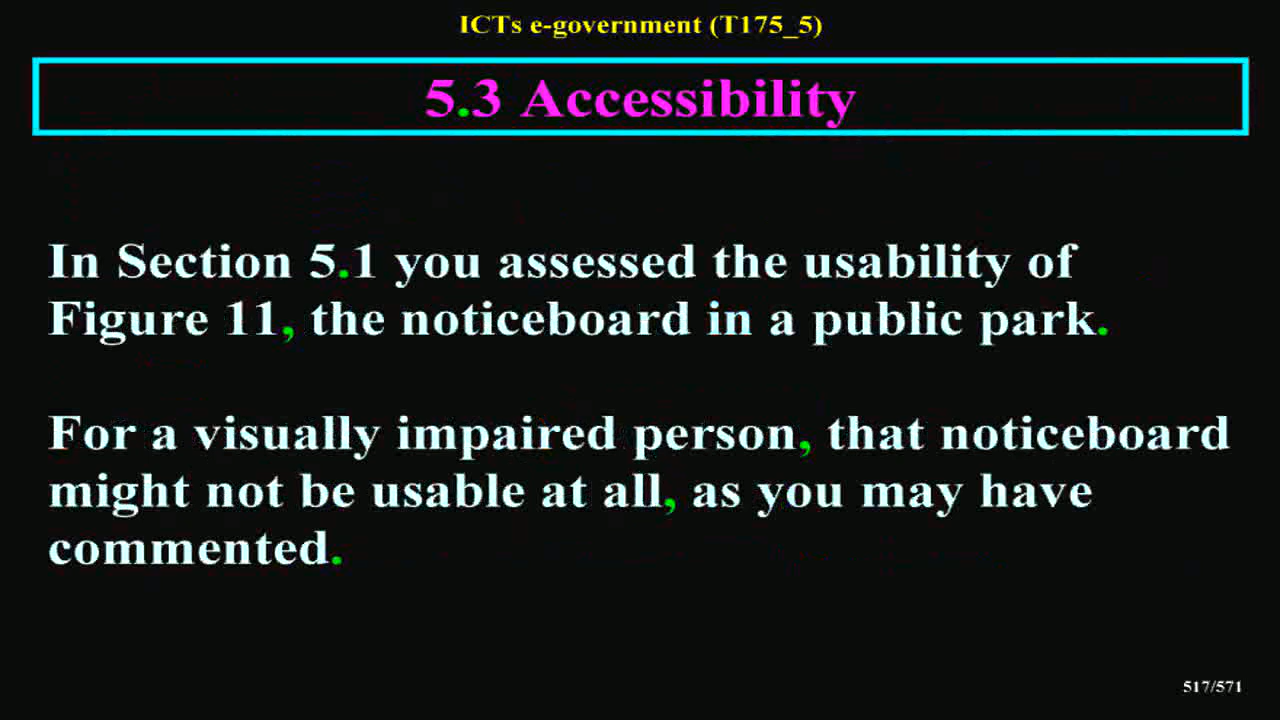 ICTs e-government (T175_5)
5.3 Accessibility
In Section 5.1 you assessed the usability of
Figure 11, the noticeboard in a public park.
For a visually impaired person, that noticeboard
might not be usable at all, as you may have
commented.
517/571